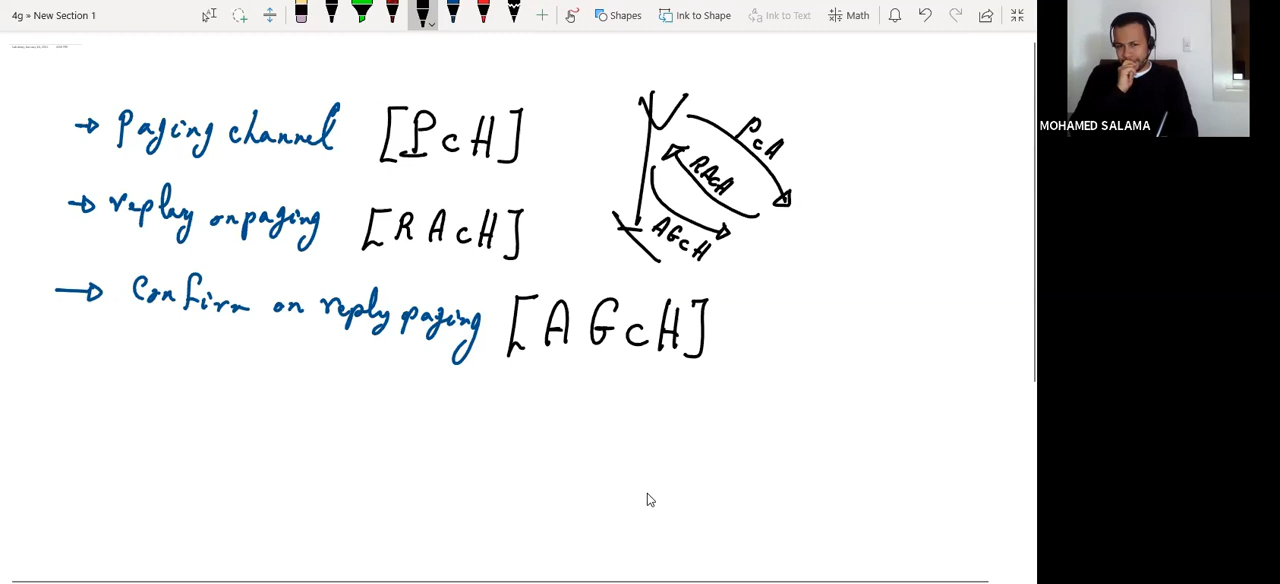 4g » New Section 1
Shapes
Ink to Shape
Ink to Text
Math
MOHAMED SALAMA
→ Paging channel [PcH]
→ replay on paging [RAcH]
→ Confirm on reply paging [AGcH]
PcA
RAcH
AGcH